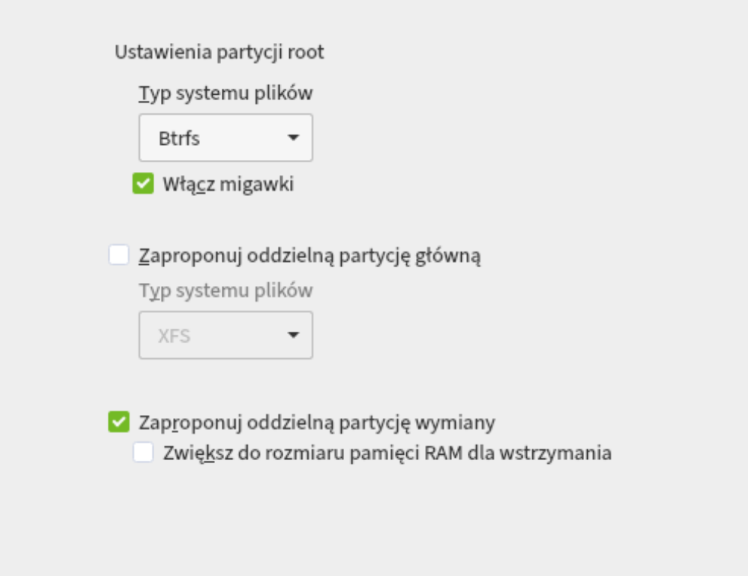 Ustawienia partycji root
Typ systemu plików
Btrfs
Włącz migawki
Zaproponuj oddzielną partycję główną
Typ systemu plików
XFS
Zaproponuj oddzielną partycję wymiany
Zwiększ do rozmiaru pamięci RAM dla wstrzymania